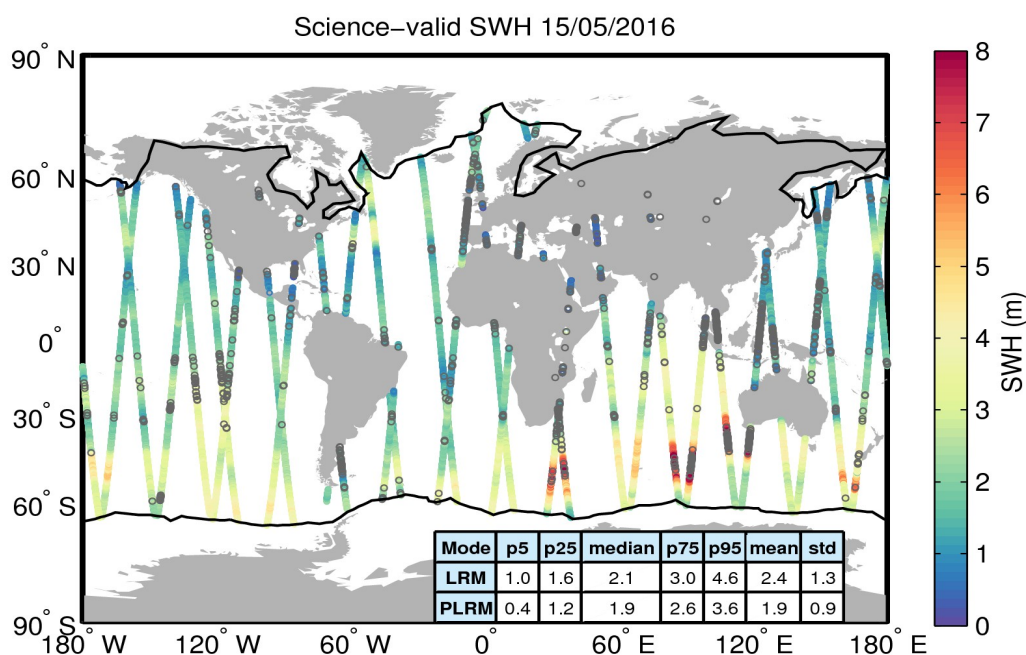 Science−valid SWH 15/05/2016
90° N
60° N
30° N
0°
30° S
60° S
90° S
180° W
120° W
60° W
0°
60° E
120° E
180° E
8
7
6
5
4
3
2
1
0
SWH (m)
Mode p5 p25 median p75 p95 mean std
LRM 1.0 1.6 2.1 3.0 4.6 2.4 1.3
PLRM 0.4 1.2 1.9 2.6 3.6 1.9 0.9